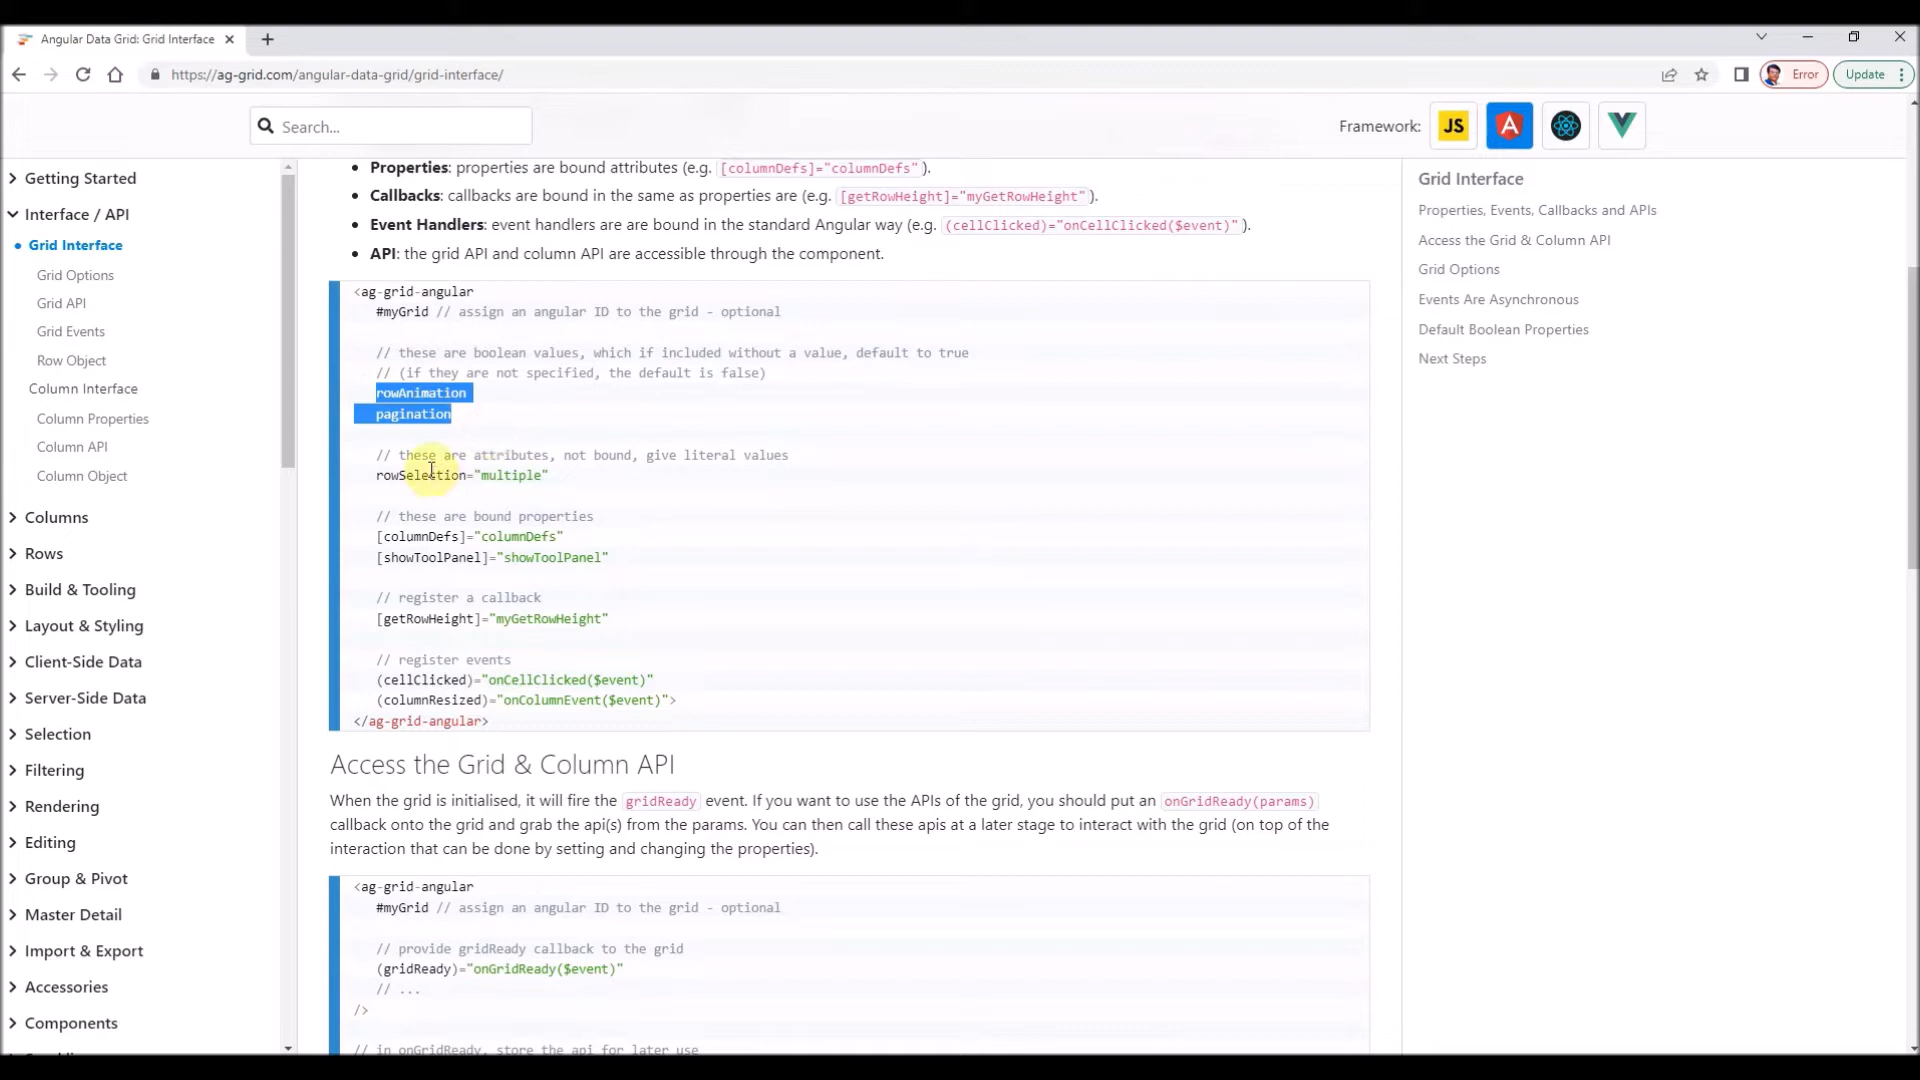 Angular Data Grid: Grid Interface
https://ag-grid.com/angular-data-grid/grid-interface/
Error
Update
Search...
Framework:
JS
Getting Started
Interface / API
Grid Interface
Grid Options
Grid API
Grid Events
Row Object
Column Interface
Column Properties
Column API
Column Object
Columns
Rows
Build & Tooling
Layout & Styling
Client-Side Data
Server-Side Data
Selection
Filtering
Rendering
Editing
Group & Pivot
Master Detail
Import & Export
Accessories
Components
• Properties: properties are bound attributes (e.g. [columnDefs]="columnDefs" ).
• Callbacks: callbacks are bound in the same as properties are (e.g. [getRowHeight]="myGetRowHeight" ).
• Event Handlers: event handlers are are bound in the standard Angular way (e.g. (cellClicked)="onCellClicked($event)" ).
• API: the grid API and column API are accessible through the component.
<ag-grid-angular
#myGrid // assign an angular ID to the grid - optional
// these are boolean values, which if included without a value, default to true
// (if they are not specified, the default is false)
rowAnimation
pagination
// these are attributes, not bound, give literal values
rowSelection="multiple"
// these are bound properties
[columnDefs]="columnDefs"
[showToolPanel]="showToolPanel"
// register a callback
[getRowHeight]="myGetRowHeight"
// register events
(cellClicked)="onCellClicked($event)"
(columnResized)="onColumnEvent($event)">
</ag-grid-angular>
Access the Grid & Column API
When the grid is initialised, it will fire the gridReady event. If you want to use the APIs of the grid, you should put an onGridReady(params)
callback onto the grid and grab the api(s) from the params. You can then call these apis at a later stage to interact with the grid (on top of the
interaction that can be done by setting and changing the properties).
<ag-grid-angular
#myGrid // assign an angular ID to the grid - optional
// provide gridReady callback to the grid
(gridReady)="onGridReady($event)"
// ...
/>
// in onGridReady, store the api for later use
Grid Interface
Properties, Events, Callbacks and APIs
Access the Grid & Column API
Grid Options
Events Are Asynchronous
Default Boolean Properties
Next Steps